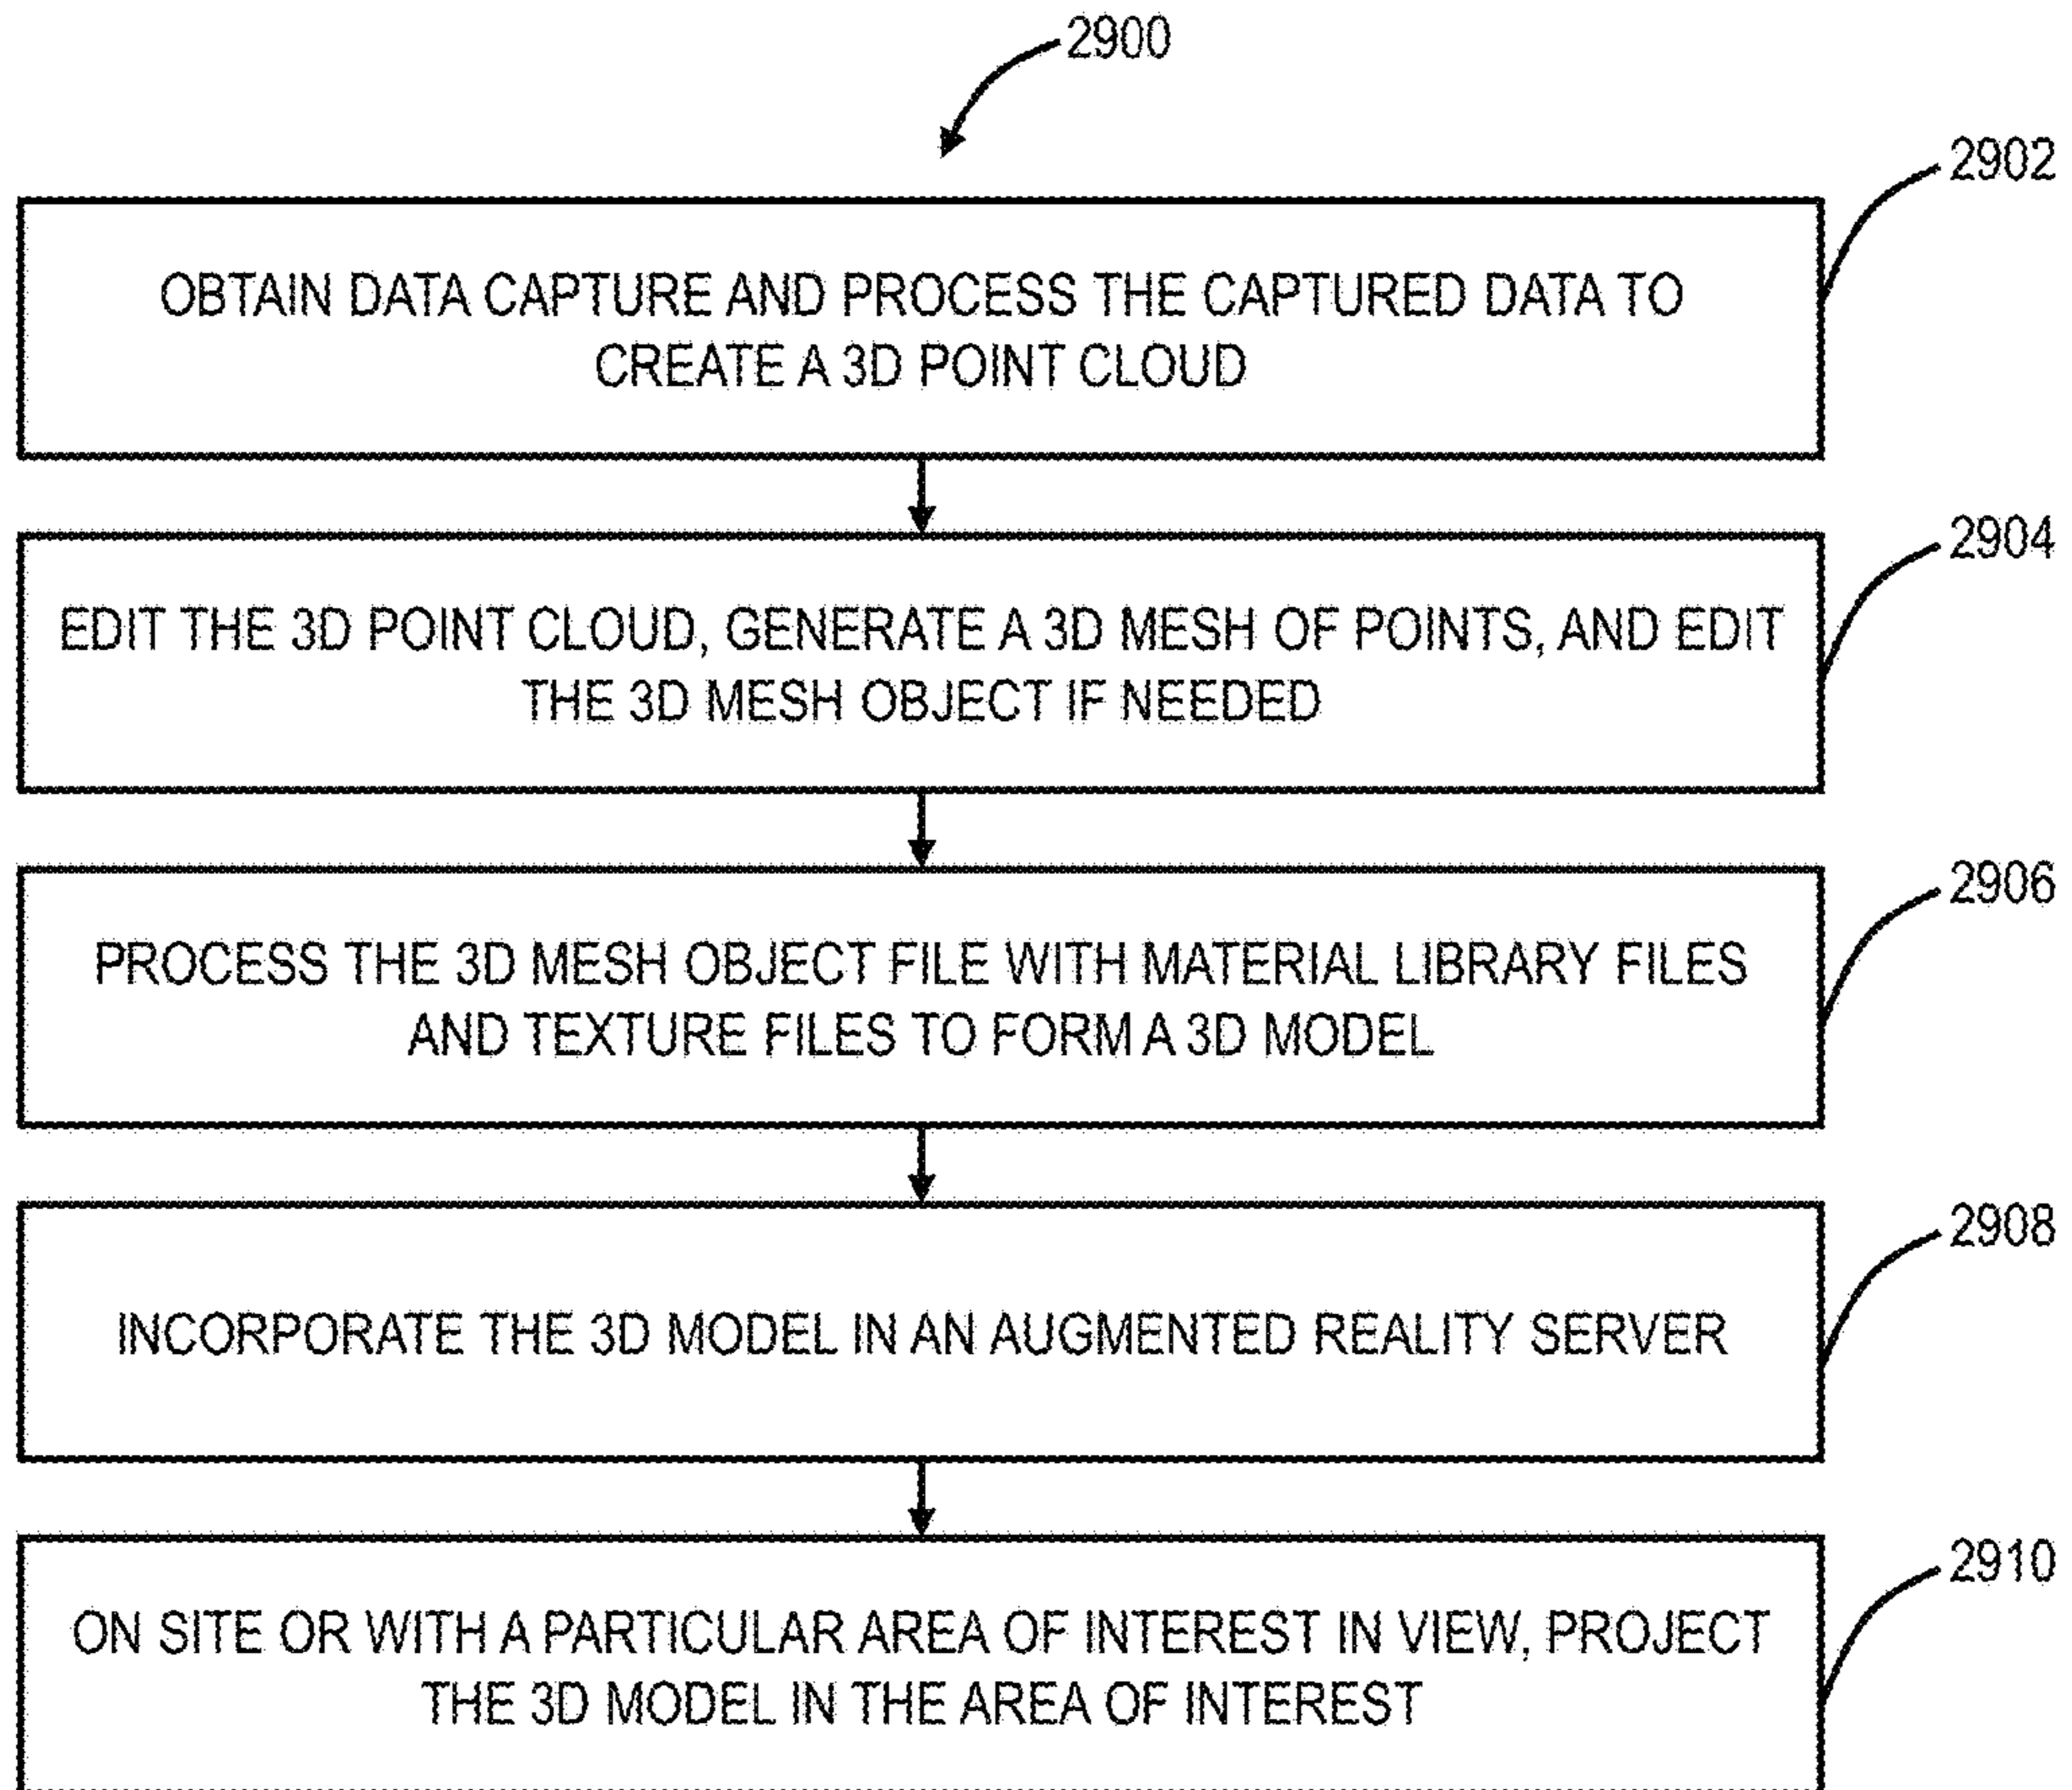 2900
2902
OBTAIN DATA CAPTURE AND PROCESS THE CAPTURED DATA TO
CREATE A 3D POINT CLOUD
2904
EDIT THE 3D POINT CLOUD, GENERATE A 3D MESH OF POINTS, AND EDIT
THE 3D MESH OBJECT IF NEEDED
2906
PROCESS THE 3D MESH OBJECT FILE WITH MATERIAL LIBRARY FILES
AND TEXTURE FILES TO FORM A 3D MODEL
2908
INCORPORATE THE 3D MODEL IN AN AUGMENTED REALITY SERVER
2910
ON SITE OR WITH A PARTICULAR AREA OF INTEREST IN VIEW, PROJECT
THE 3D MODEL IN THE AREA OF INTEREST